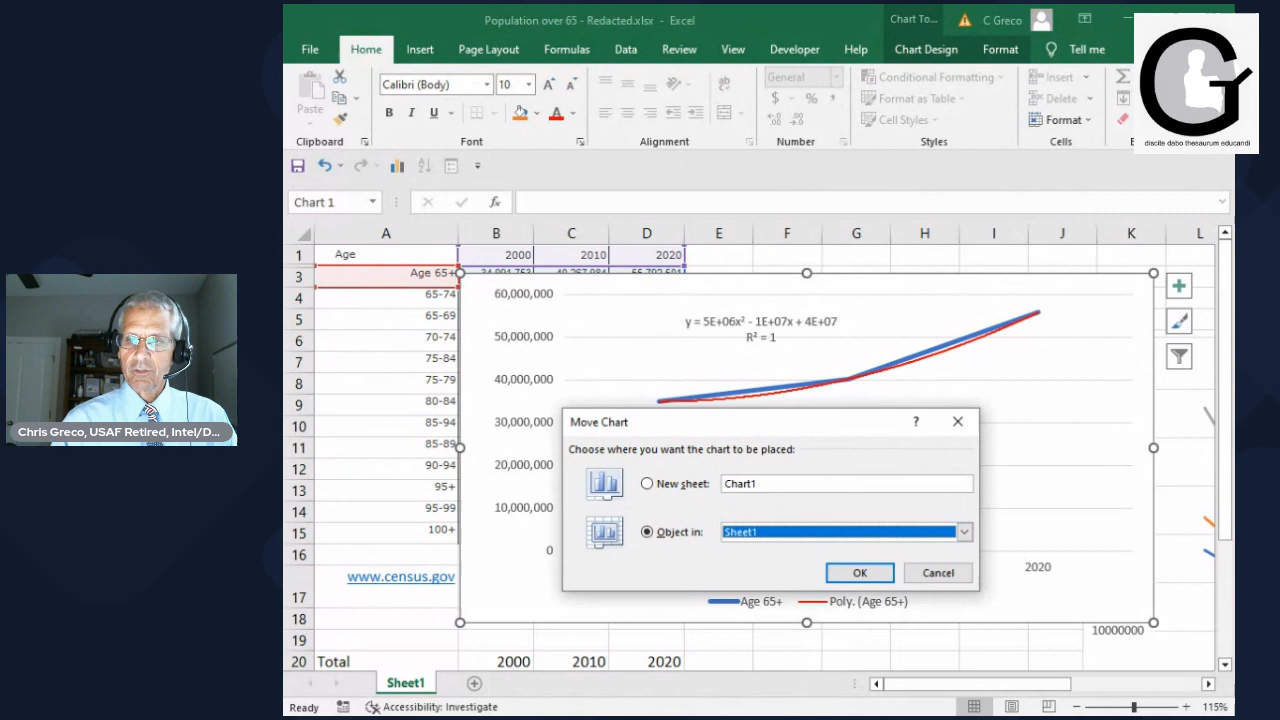 Population over 65 - Redacted.xlsx - Excel
Chart To...
C Greco
File Home Insert Page Layout Formulas Data Review View Developer Help Chart Design Format Tell me
Paste
Calibri (Body) 10
B I U
General
$ % ,
Conditional Formatting
Format as Table
Cell Styles
Insert
Delete
Format
Clipboard Font Alignment Number Styles Cells
G
discite dabo thesaurum educandi
Chart 1 fx
A B C D E F G H I J K L
1 Age 2000 2010 2020
3 Age 65+
4 65-74
5 65-69
6 70-74
7 75-84
8 75-79
9 80-84
10 85-94
11 85-89
12 90-94
13 95+
14 95-99
15 100+
16
17 www.census.gov
18
19
20 Total 2000 2010 2020
60,000,000
50,000,000
40,000,000
30,000,000
20,000,000
10,000,000
0
y = 5E+06x² - 1E+07x + 4E+07
R² = 1
2020
Age 65+ Poly. (Age 65+)
10000000
Move Chart ?
Choose where you want the chart to be placed:
New sheet: Chart1
Object in: Sheet1
OK Cancel
Chris Greco, USAF Retired, Intel/D...
Sheet1
Ready Accessibility: Investigate 115%